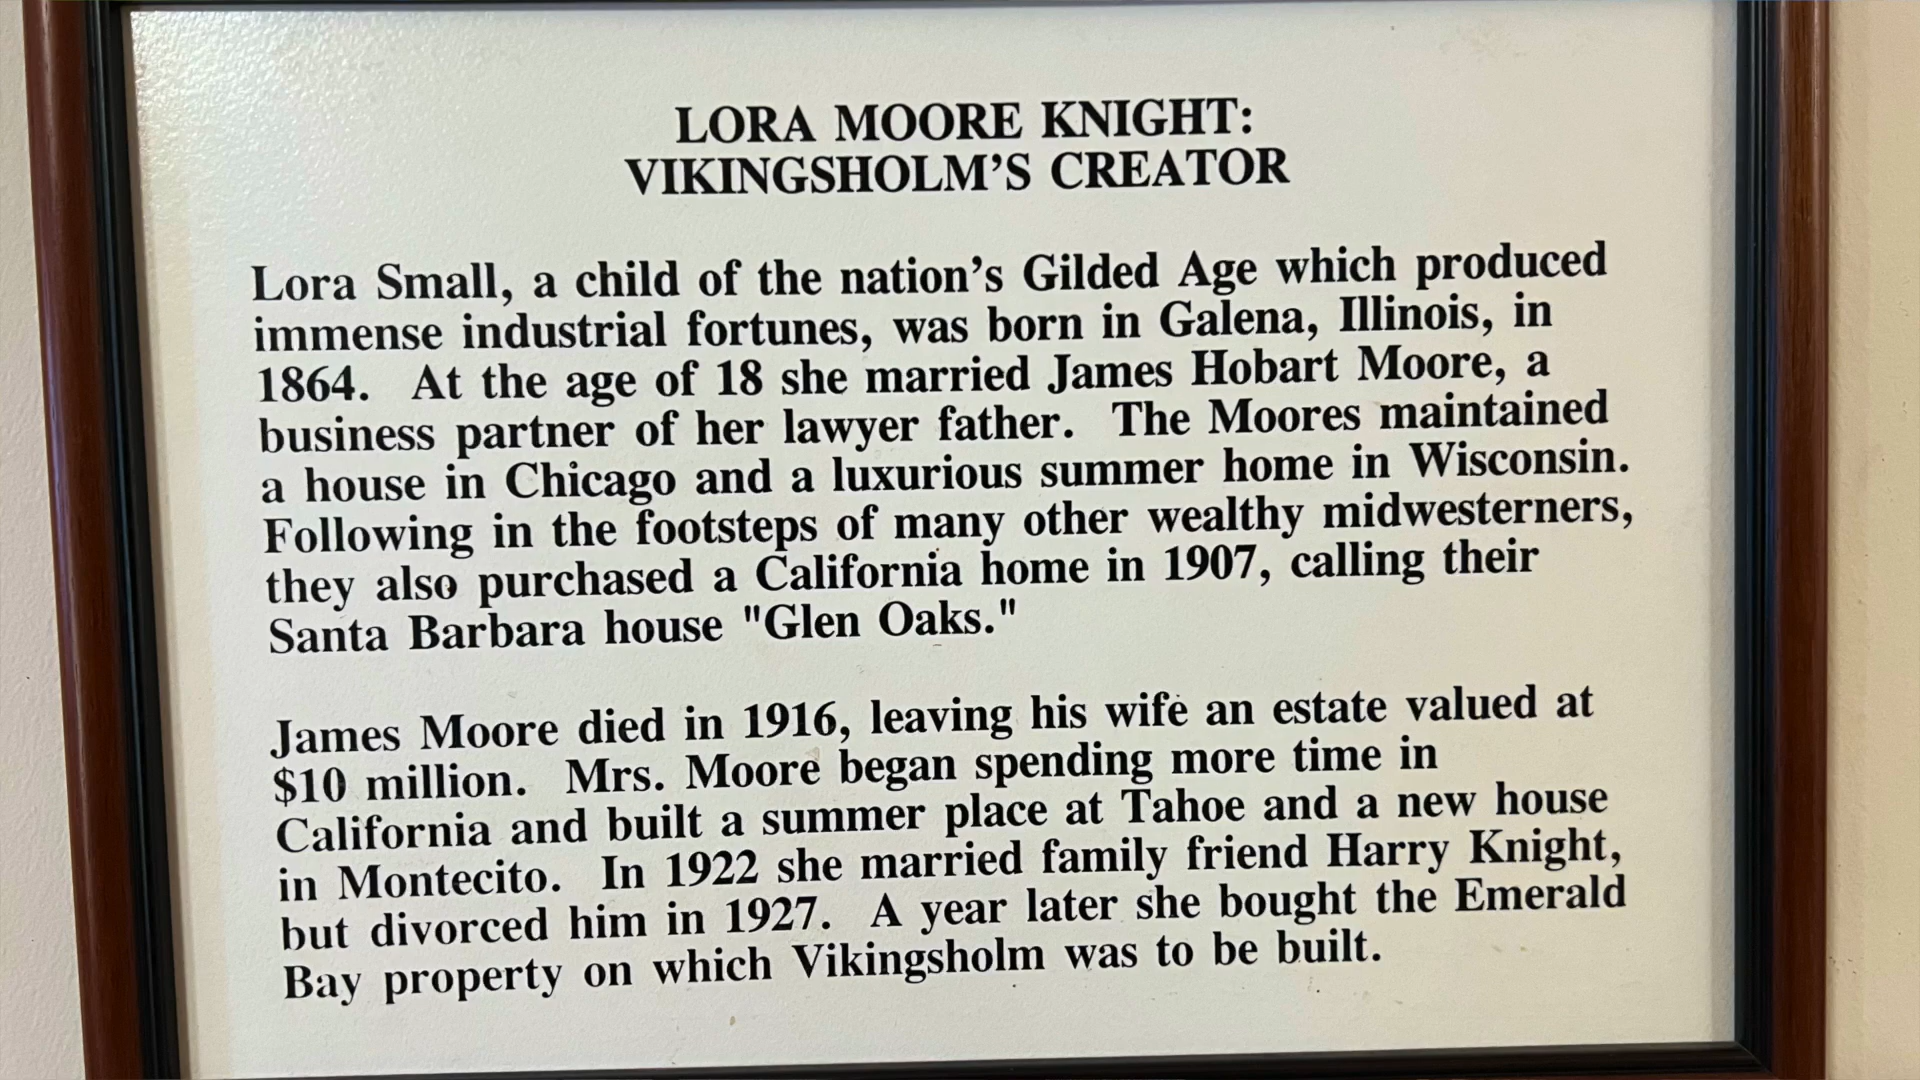 LORA MOORE KNIGHT:
VIKINGSHOLM'S CREATOR
Lora Small, a child of the nation's Gilded Age which produced
immense industrial fortunes, was born in Galena, Illinois, in
1864. At the age of 18 she married James Hobart Moore, a
business partner of her lawyer father. The Moores maintained
a house in Chicago and a luxurious summer home in Wisconsin.
Following in the footsteps of many other wealthy midwesterners,
they also purchased a California home in 1907, calling their
Santa Barbara house "Glen Oaks."
James Moore died in 1916, leaving his wife an estate valued at
$10 million. Mrs. Moore began spending more time in
California and built a summer place at Tahoe and a new house
in Montecito. In 1922 she married family friend Harry Knight,
but divorced him in 1927. A year later she bought the Emerald
Bay property on which Vikingsholm was to be built.